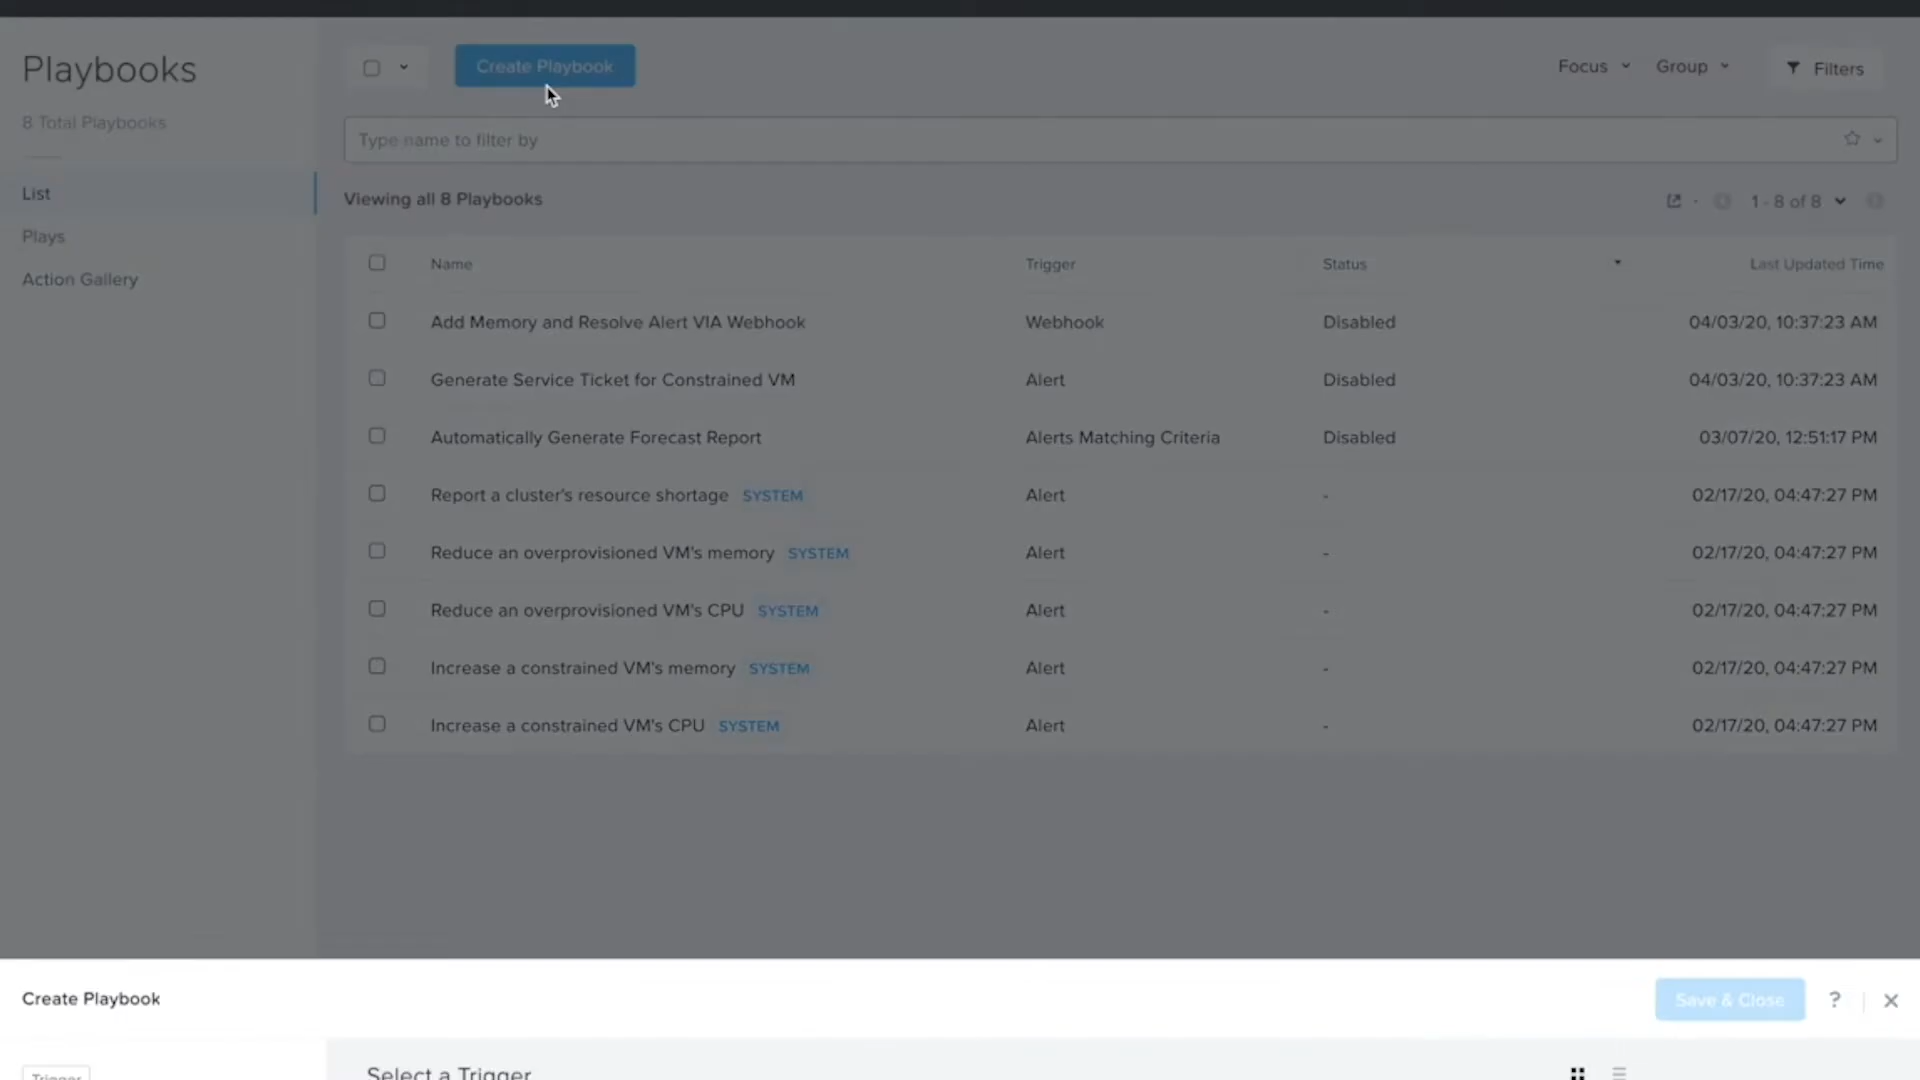 Playbooks
8 Total Playbooks
List
Plays
Action Gallery
Create Playbook
Focus
Group
Filters
Type name to filter by
Viewing all 8 Playbooks
1 - 8 of 8
Name Trigger Status Last Updated Time
Add Memory and Resolve Alert VIA Webhook Webhook Disabled 04/03/20, 10:37:23 AM
Generate Service Ticket for Constrained VM Alert Disabled 04/03/20, 10:37:23 AM
Automatically Generate Forecast Report Alerts Matching Criteria Disabled 03/07/20, 12:51:17 PM
Report a cluster's resource shortage SYSTEM Alert - 02/17/20, 04:47:27 PM
Reduce an overprovisioned VM's memory SYSTEM Alert - 02/17/20, 04:47:27 PM
Reduce an overprovisioned VM's CPU SYSTEM Alert - 02/17/20, 04:47:27 PM
Increase a constrained VM's memory SYSTEM Alert - 02/17/20, 04:47:27 PM
Increase a constrained VM's CPU SYSTEM Alert - 02/17/20, 04:47:27 PM
Create Playbook
Save & Close
?
Trigger
Select a Trigger